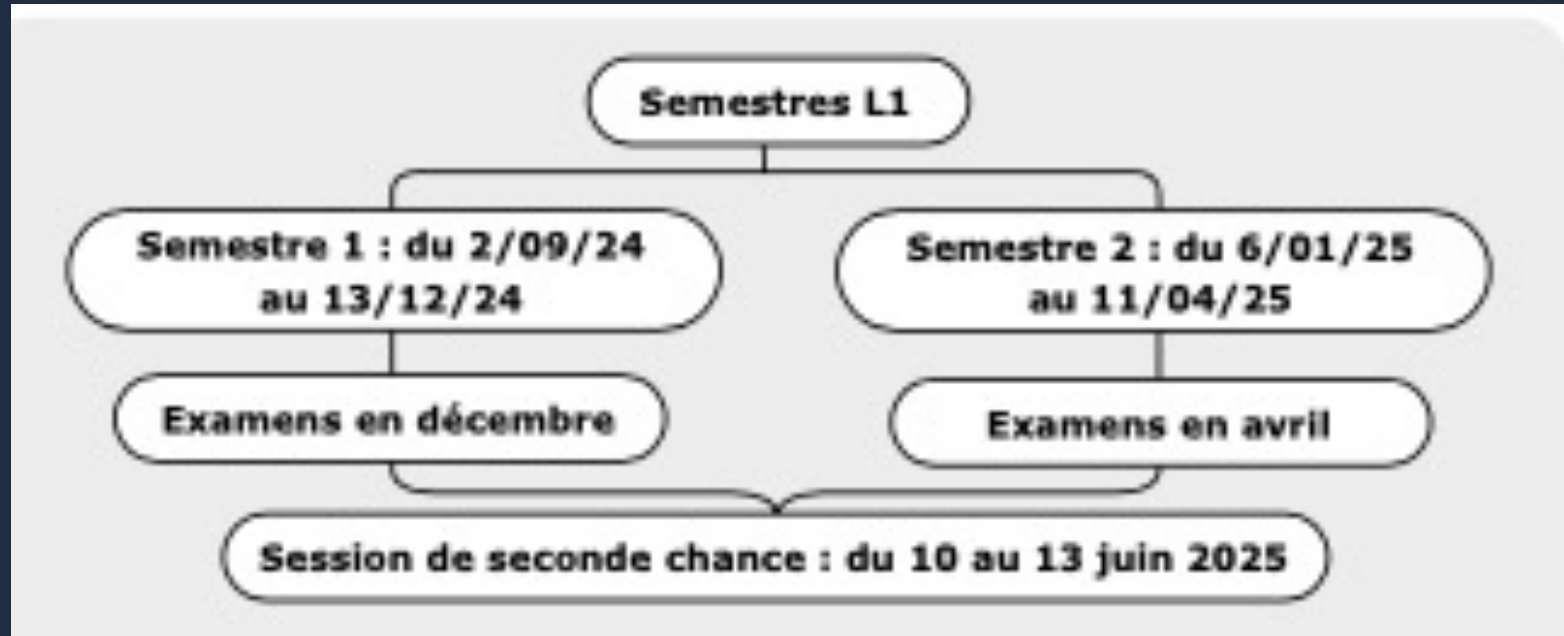 Semestres L1
Semestre 1 : du 2/09/24
au 13/12/24
Semestre 2 : du 6/01/25
au 11/04/25
Examens en décembre
Examens en avril
Session de seconde chance : du 10 au 13 juin 2025